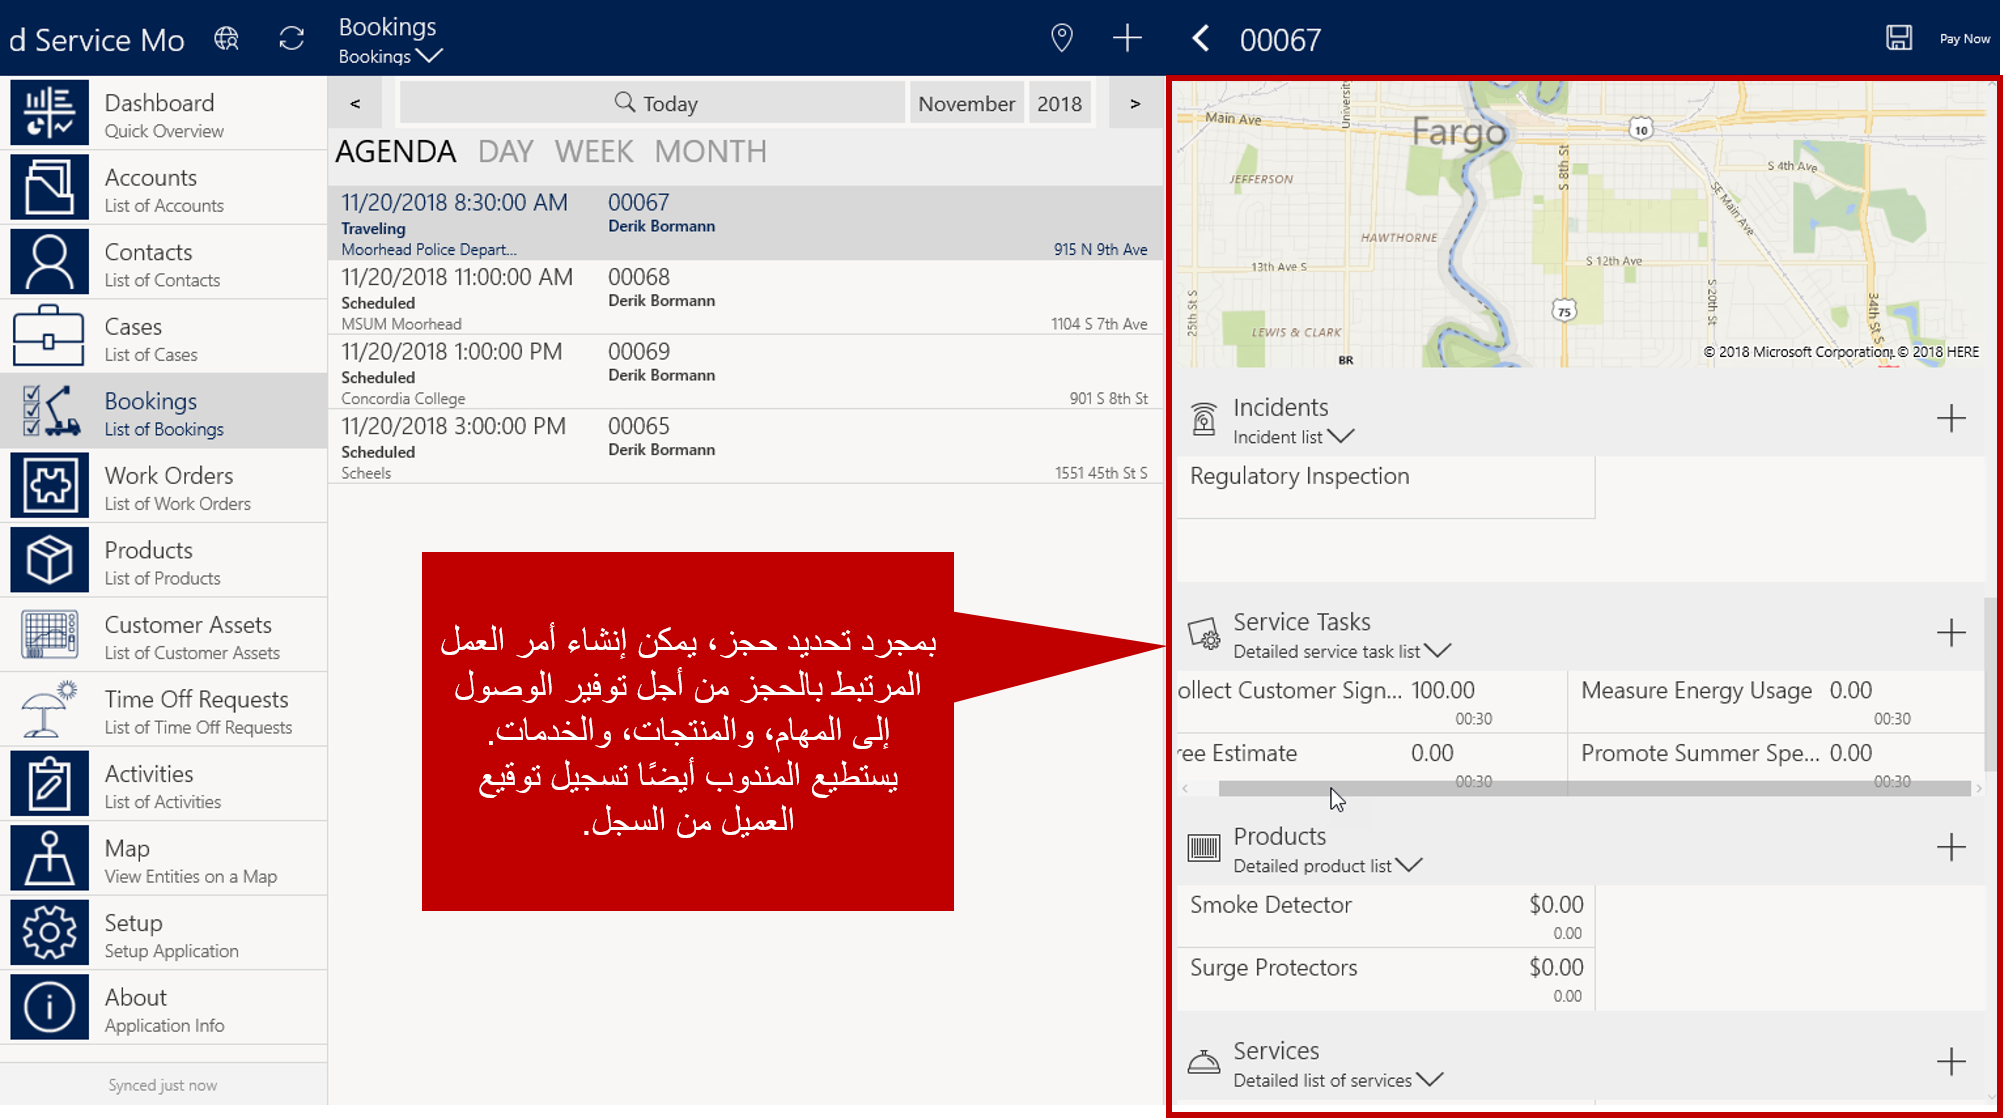 d Service Mo
Bookings
Bookings
00067
Pay Now
Dashboard
Quick Overview
Accounts
List of Accounts
Contacts
List of Contacts
Cases
List of Cases
Bookings
List of Bookings
Work Orders
List of Work Orders
Products
List of Products
Customer Assets
List of Customer Assets
Time Off Requests
List of Time Off Requests
Activities
List of Activities
Map
View Entities on a Map
Setup
Setup Application
About
Application Info
Synced just now
< Today November 2018 >
AGENDA DAY WEEK MONTH
11/20/2018 8:30:00 AM 00067
Traveling Derik Bormann
Moorhead Police Depart... 915 N 9th Ave
11/20/2018 11:00:00 AM 00068
Scheduled Derik Bormann
MSUM Moorhead 1104 S 7th Ave
11/20/2018 1:00:00 PM 00069
Scheduled Derik Bormann
Concordia College 901 S 8th St
11/20/2018 3:00:00 PM 00065
Scheduled Derik Bormann
Scheels 1551 45th St S
بمجرد تحديد حجز، يمكن إنشاء أمر العمل
المرتبط بالحجز من أجل توفير الوصول
إلى المهام، والمنتجات، والخدمات.
يستطيع المندوب أيضًا تسجيل توقيع
العميل من السجل.
Main Ave
Universit
Fargo
10
S 8th St
S 4th Ave
JEFFERSON
SE Main Ave
HAWTHORNE
13th Ave S
S 12th Ave
25th St S
S 20th St
34th St S
75
LEWIS & CLARK
BR
© 2018 Microsoft Corporation, © 2018 HERE
Incidents
Incident list
Regulatory Inspection
Service Tasks
Detailed service task list
ollect Customer Sign... 100.00 Measure Energy Usage 0.00
00:30 00:30
ree Estimate 0.00 Promote Summer Spe... 0.00
00:30 00:30
Products
Detailed product list
Smoke Detector $0.00
0.00
Surge Protectors $0.00
0.00
Services
Detailed list of services